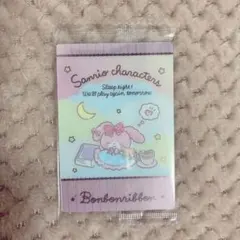 Sanrio characters
Sleep tight!
We'll play again tomorrow.
Bonbonribbon